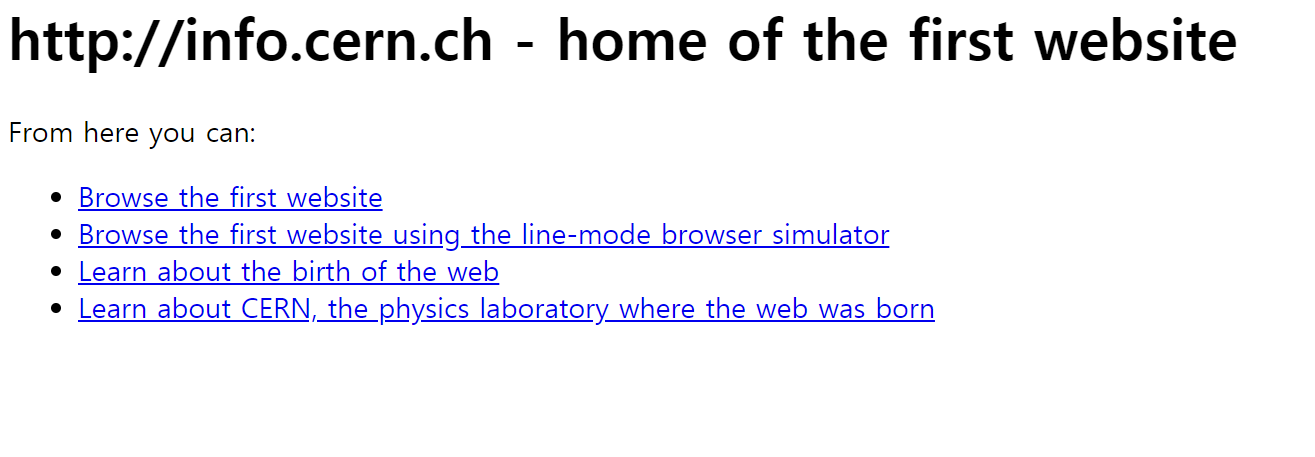 http://info.cern.ch - home of the first website
From here you can:
Browse the first website
Browse the first website using the line-mode browser simulator
Learn about the birth of the web
Learn about CERN, the physics laboratory where the web was born